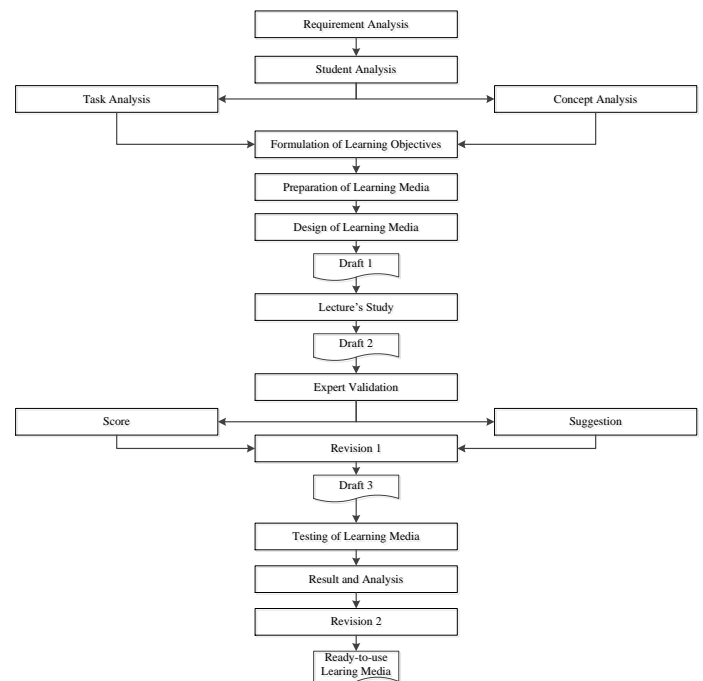 Requirement Analysis
Student Analysis
Task Analysis
Concept Analysis
Formulation of Learning Objectives
Preparation of Learning Media
Design of Learning Media
Draft 1
Lecture's Study
Draft 2
Expert Validation
Score
Suggestion
Revision 1
Draft 3
Testing of Learning Media
Result and Analysis
Revision 2
Ready-to-use
Learing Media